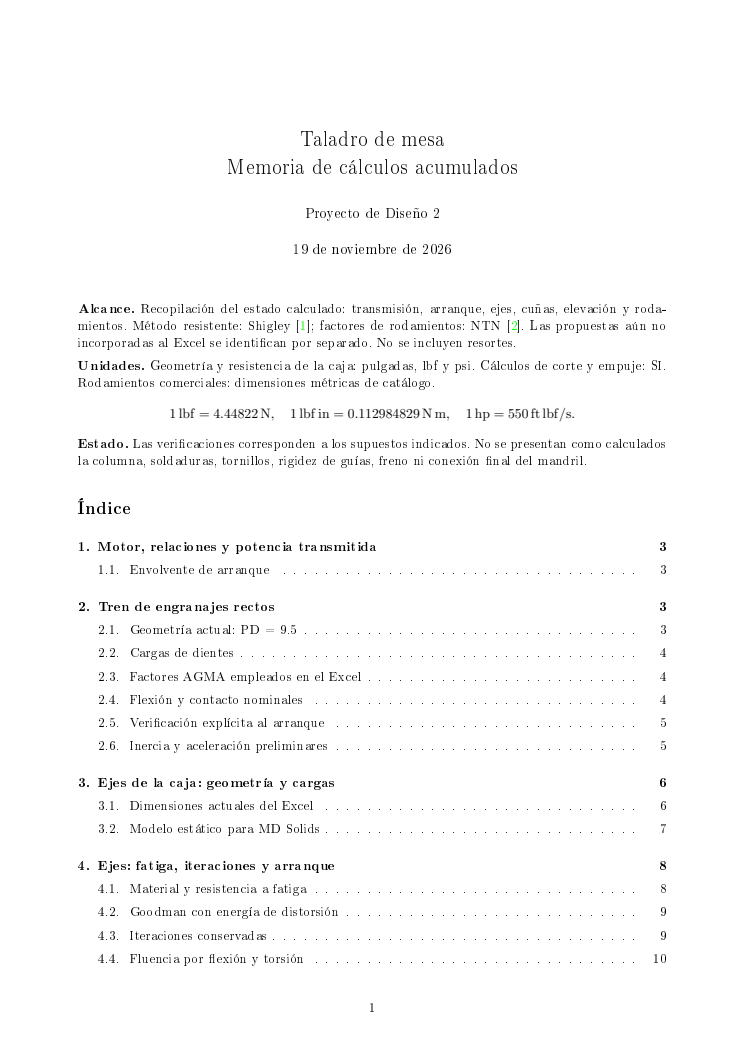 Taladro de mesa
Memoria de cálculos acumulados
Proyecto de Diseño 2
19 de noviembre de 2026
Alcance. Recopilación del estado calculado: transmisión, arranque, ejes, cuñas, elevación y roda-
mientos. Método resistente: Shigley [1]; factores de rodamientos: NTN [2]. Las propuestas aún no
incorporadas al Excel se identifican por separado. No se incluyen resortes.
Unidades. Geometría y resistencia de la caja: pulgadas, lbf y psi. Cálculos de corte y empuje: SI.
Rodamientos comerciales: dimensiones métricas de catálogo.
1 lbf = 4.44822 N, 1 lbf in = 0.112984829 N m, 1 hp = 550 ft lbf/s.
Estado. Las verificaciones corresponden a los supuestos indicados. No se presentan como calculados
la columna, soldaduras, tornillos, rigidez de guías, freno ni conexión final del mandril.
Índice
1. Motor, relaciones y potencia transmitida 3
1.1. Envolvente de arranque . . . . . . . . . . . . . . . . . . . . . . . . . . . . . . . . . . 3
2. Tren de engranajes rectos 3
2.1. Geometría actual: PD = 9.5 . . . . . . . . . . . . . . . . . . . . . . . . . . . . . . . . 3
2.2. Cargas de dientes . . . . . . . . . . . . . . . . . . . . . . . . . . . . . . . . . . . . . . 4
2.3. Factores AGMA empleados en el Excel . . . . . . . . . . . . . . . . . . . . . . . . . . 4
2.4. Flexión y contacto nominales . . . . . . . . . . . . . . . . . . . . . . . . . . . . . . . 4
2.5. Verificación explícita al arranque . . . . . . . . . . . . . . . . . . . . . . . . . . . . . 5
2.6. Inercia y aceleración preliminares . . . . . . . . . . . . . . . . . . . . . . . . . . . . . 5
3. Ejes de la caja: geometría y cargas 6
3.1. Dimensiones actuales del Excel . . . . . . . . . . . . . . . . . . . . . . . . . . . . . . 6
3.2. Modelo estático para MD Solids . . . . . . . . . . . . . . . . . . . . . . . . . . . . . . 7
4. Ejes: fatiga, iteraciones y arranque 8
4.1. Material y resistencia a fatiga . . . . . . . . . . . . . . . . . . . . . . . . . . . . . . . 8
4.2. Goodman con energía de distorsión . . . . . . . . . . . . . . . . . . . . . . . . . . . . 9
4.3. Iteraciones conservadas . . . . . . . . . . . . . . . . . . . . . . . . . . . . . . . . . . . 9
4.4. Fluencia por flexión y torsión . . . . . . . . . . . . . . . . . . . . . . . . . . . . . . . 10
1